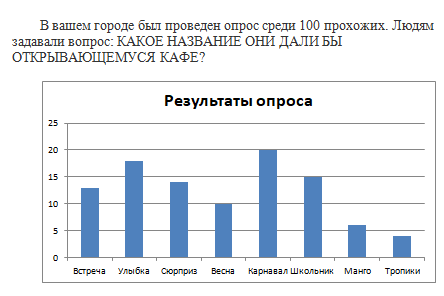 В вашем городе был проведен опрос среди 100 прохожих. Людям
задавали вопрос: КАКОЕ НАЗВАНИЕ ОНИ ДАЛИ БЫ
ОТКРЫВАЮЩЕМУСЯ КАФЕ?
Результаты опроса
25
20
15
10
5
0
Встреча Улыбка Сюрприз Весна Карнавал Школьник Манго Тропики